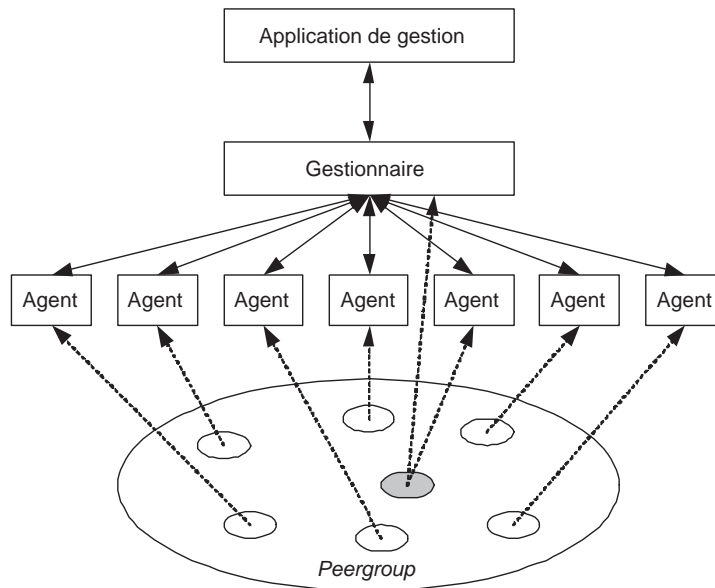 Application de gestion
Gestionnaire
Agent Agent Agent Agent Agent Agent Agent
Peergroup